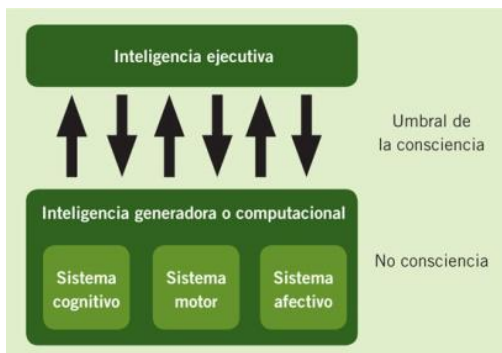 Inteligencia ejecutiva
Umbral de
la consciencia
Inteligencia generadora o computacional
No consciencia
Sistema
cognitivo
Sistema
motor
Sistema
afectivo